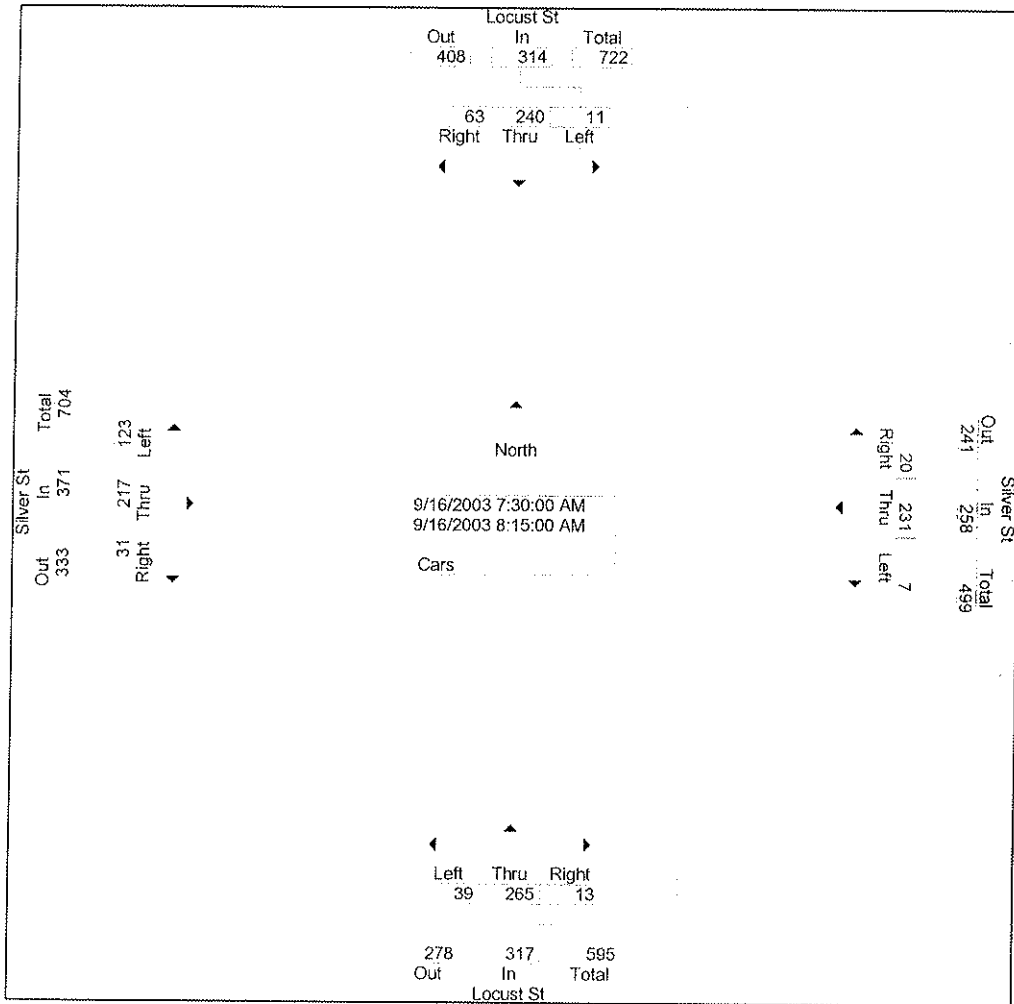 Locust St
Out In Total
408 314 722
63 240 11
Right Thru Left
Silver St
Total 704
In 371
Out 333
123 Left
217 Thru
31 Right
North
9/16/2003 7:30:00 AM
9/16/2003 8:15:00 AM
Cars
Right 20
Thru 231
Left 7
Out 241
In 258
Total 499
Silver St
Left Thru Right
39 265 13
278 317 595
Out In Total
Locust St